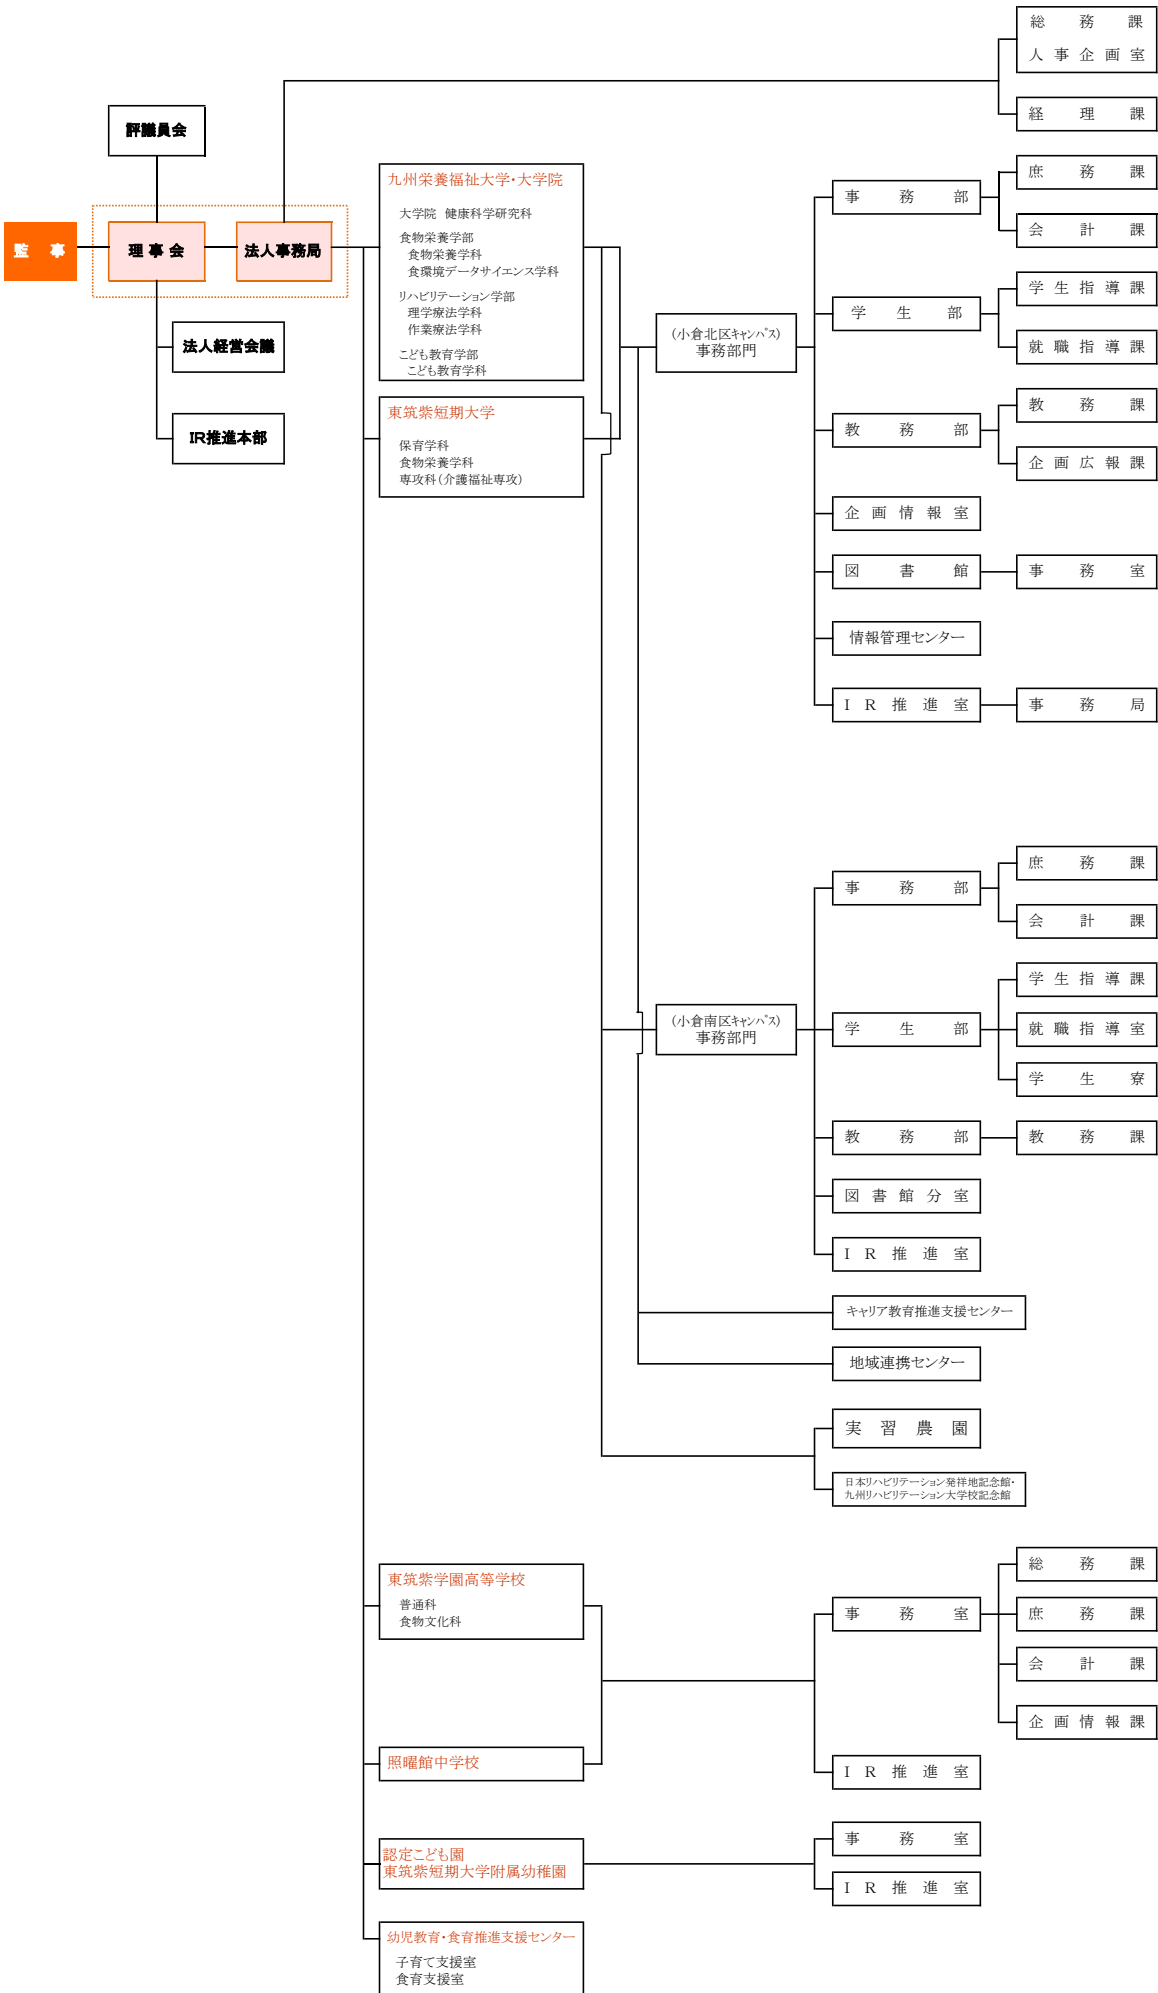 総務課
人事企画室
経理課
評議員会
監事
理事会
法人事務局
法人経営会議
IR推進本部
九州栄養福祉大学・大学院
大学院 健康科学研究科
食物栄養学部
食物栄養学科
食環境データサイエンス学科
リハビリテーション学部
理学療法学科
作業療法学科
こども教育学部
こども教育学科
東筑紫短期大学
保育学科
食物栄養学科
専攻科(介護福祉専攻)
(小倉北区キャンパス)
事務部門
事務部
庶務課
会計課
学生部
学生指導課
就職指導課
教務部
教務課
企画広報課
企画情報室
図書館
事務室
情報管理センター
IR推進室
事務局
(小倉南区キャンパス)
事務部門
事務部
庶務課
会計課
学生部
学生指導課
就職指導室
学生寮
教務部
教務課
図書館分室
IR推進室
キャリア教育推進支援センター
地域連携センター
実習農園
日本リハビリテーション発祥地記念館・
九州リハビリテーション大学校記念館
東筑紫学園高等学校
普通科
食物文化科
照曜館中学校
事務室
総務課
庶務課
会計課
企画情報課
IR推進室
認定こども園
東筑紫短期大学附属幼稚園
事務室
IR推進室
幼児教育・食育推進支援センター
子育て支援室
食育支援室